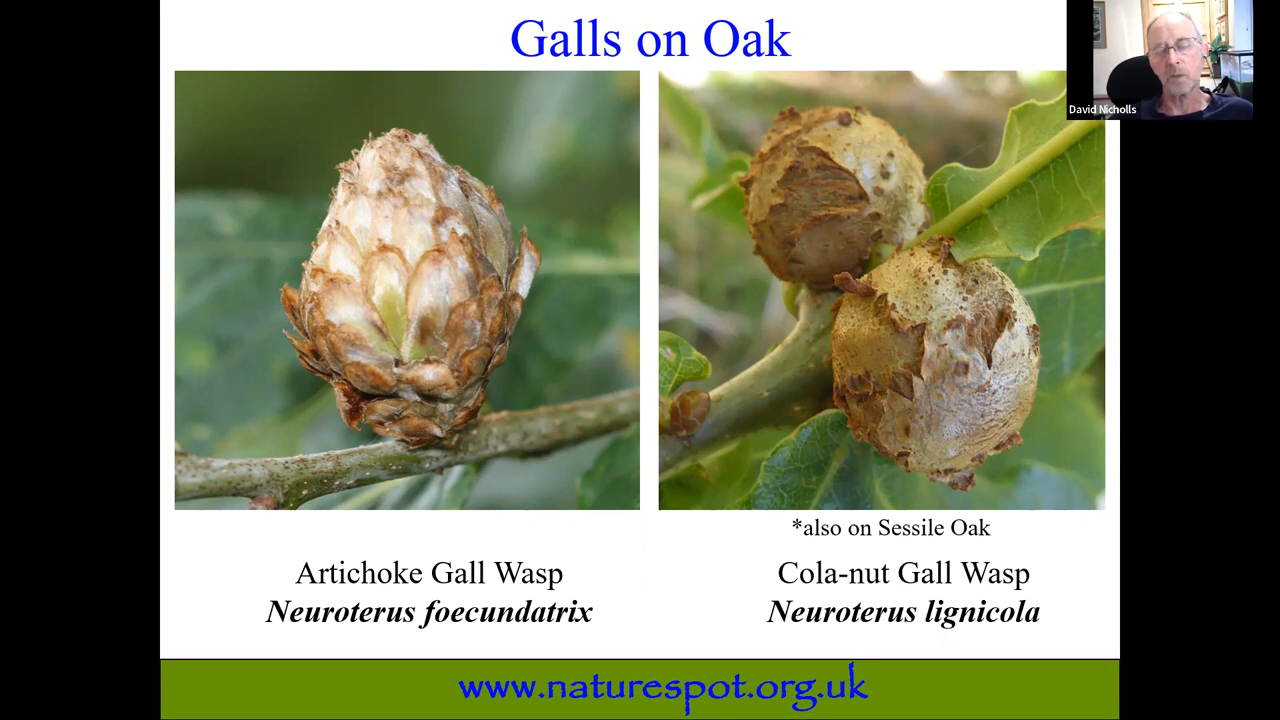 Galls on Oak
David Nicholls
*also on Sessile Oak
Artichoke Gall Wasp
Neuroterus foecundatrix
Cola-nut Gall Wasp
Neuroterus lignicola
www.naturespot.org.uk